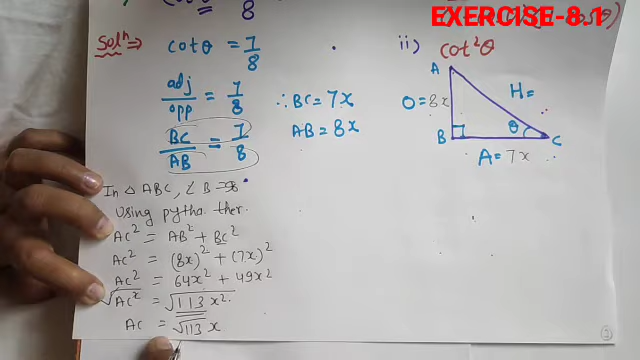 8
EXERCISE-8.1
Solⁿ ⇒ cotθ = 7/8
adj/opp = 7/8
BC/AB = 7/8
∴ BC = 7x
AB = 8x
In △ ABC, ∠B =
Using pytha ther.
AC² = AB² + BC²
AC² = (8x)² + (7x)²
AC² = 64x² + 49x²
√AC² = √113 x²
AC = √113 x
ii) cot²θ
A
H =
O = 8x
B
θ
C
A = 7x